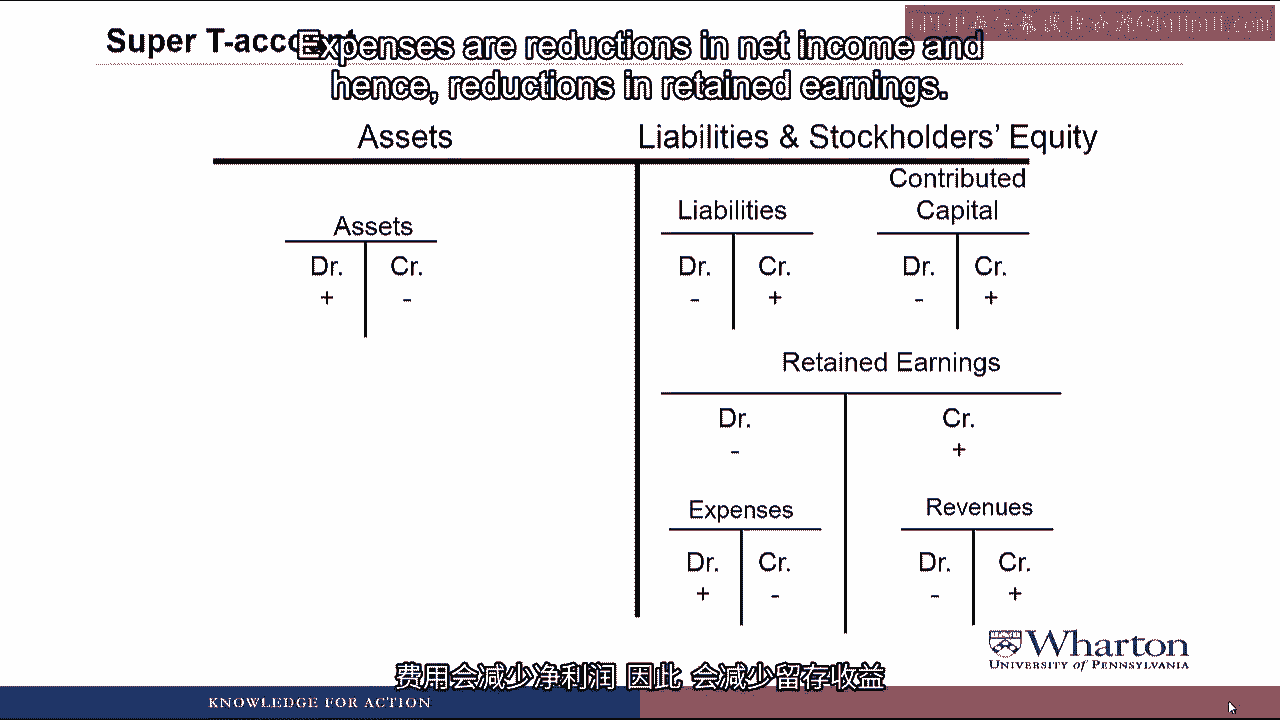 Super T-account
Expenses are reductions in net income and
hence, reductions in retained earnings.
Assets
Liabilities & Stockholders' Equity
Assets
Dr. Cr.
+ -
Liabilities
Dr. Cr.
- +
Contributed
Capital
Dr. Cr.
- +
Retained Earnings
Dr. Cr.
- +
Expenses
Dr. Cr.
+ -
Revenues
Dr. Cr.
- +
Wharton
UNIVERSITY of PENNSYLVANIA
费用会减少净利润 因此 会减少留存收益
KNOWLEDGE FOR ACTION